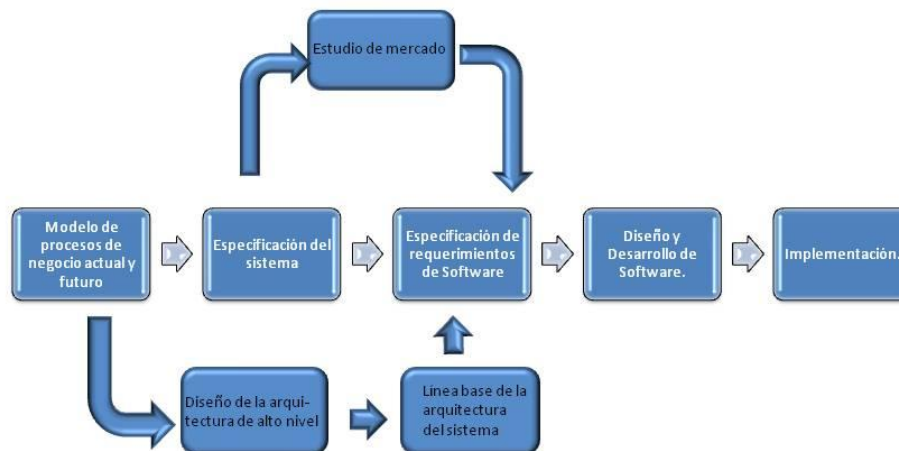 Estudio de mercado
Modelo de
procesos de
negocio actual y
futuro
Especificación del
sistema
Especificación de
requerimientos
de Software
Diseño y
Desarrollo de
Software.
Implementación.
Diseño de la arqui-
tectura de alto nivel
Línea base de la
arquitectura
del sistema